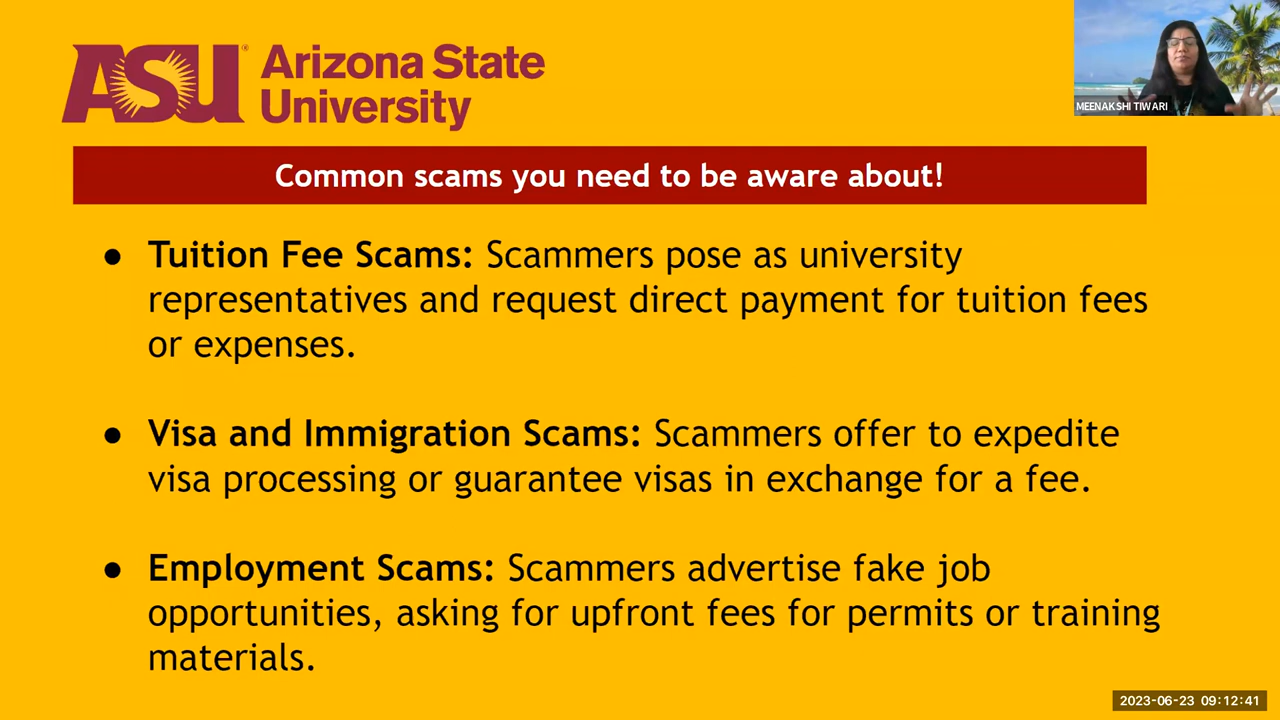 ASU® Arizona State
University
MEENAKSHI TIWARI
Common scams you need to be aware about!
● Tuition Fee Scams: Scammers pose as university
representatives and request direct payment for tuition fees
or expenses.
● Visa and Immigration Scams: Scammers offer to expedite
visa processing or guarantee visas in exchange for a fee.
● Employment Scams: Scammers advertise fake job
opportunities, asking for upfront fees for permits or training
materials.
2023-06-23 09:12:41